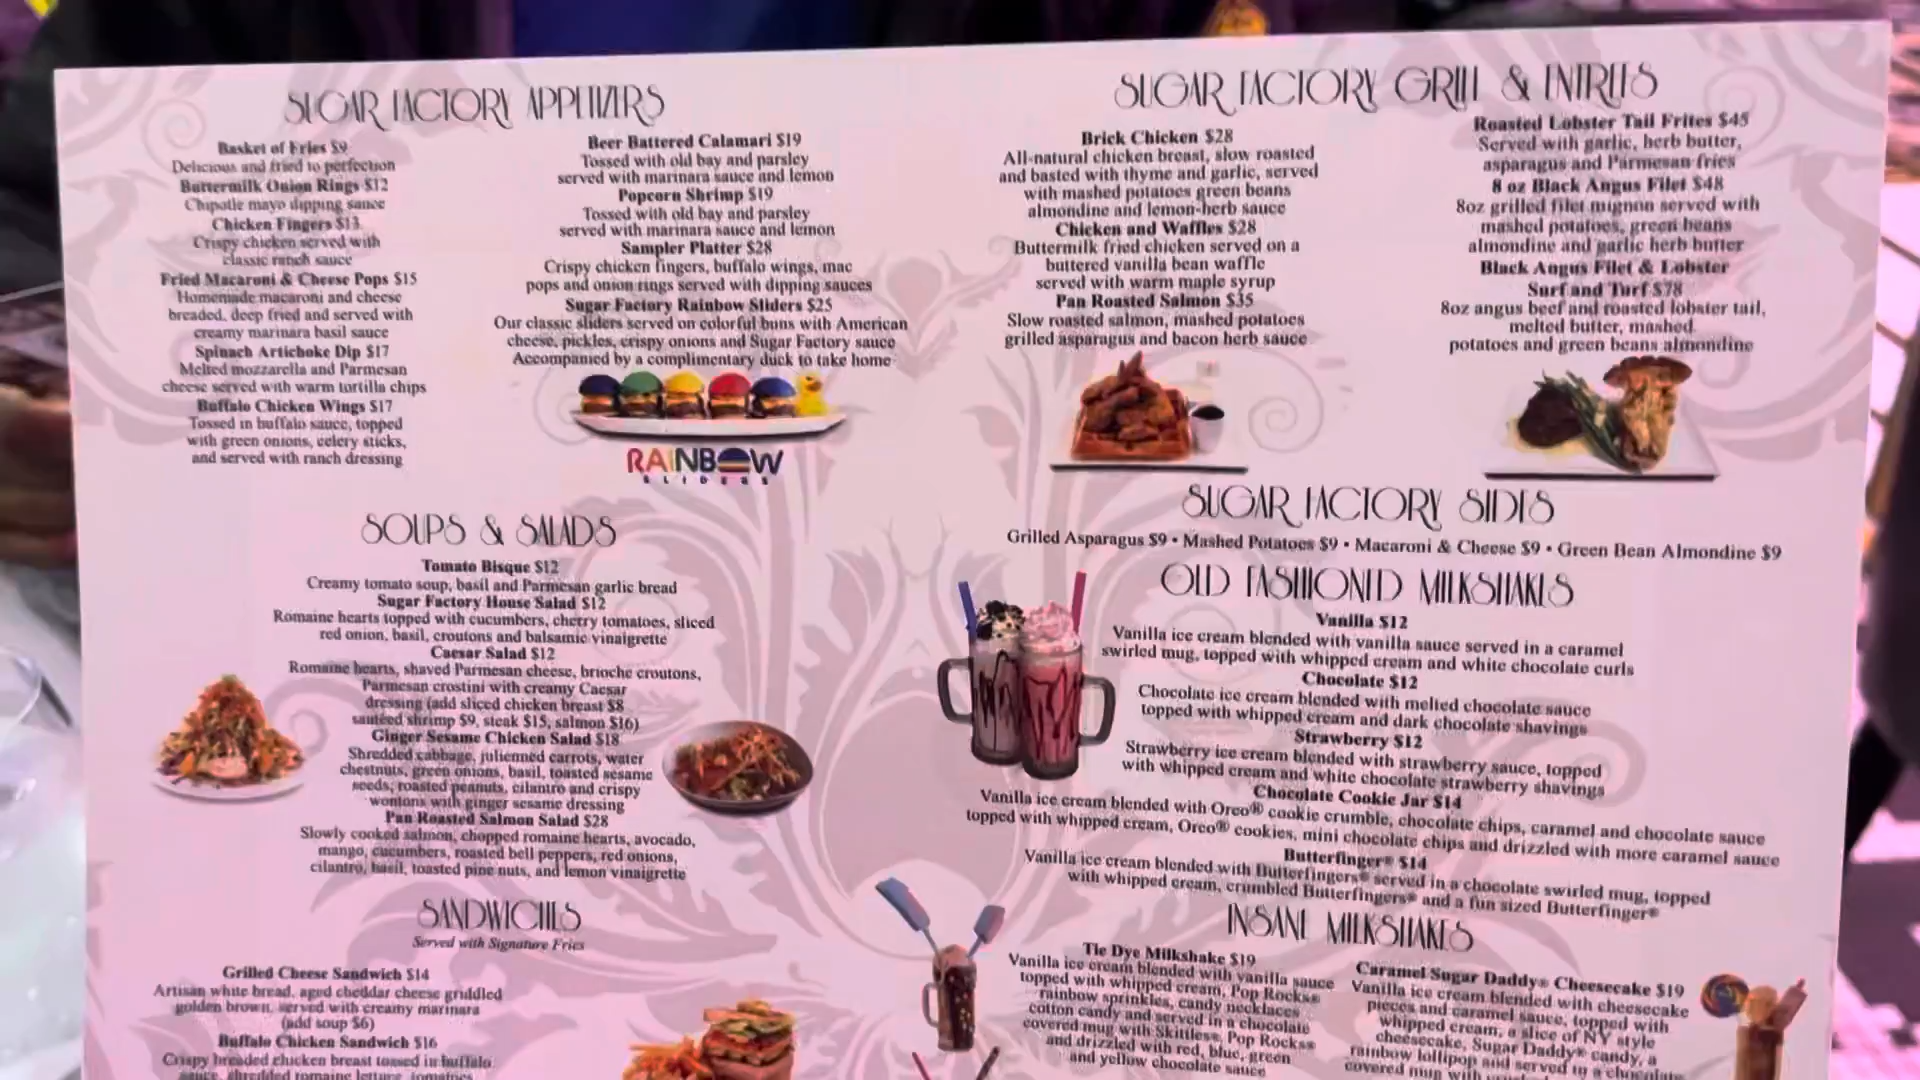 SUGAR FACTORY APPETIZERS
Basket of Fries $9
Delicious and fried to perfection
Buttermilk Onion Rings $12
Chipotle mayo dipping sauce
Chicken Fingers $13
Crispy chicken served with
classic ranch sauce
Fried Macaroni & Cheese Pops $15
Homemade macaroni and cheese
breaded, deep fried and served with
creamy marinara basil sauce
Spinach Artichoke Dip $17
Melted mozzarella and Parmesan
cheese served with warm tortilla chips
Buffalo Chicken Wings $17
Tossed in buffalo sauce, topped
with green onions, celery sticks,
and served with ranch dressing
Beer Battered Calamari $19
Tossed with old bay and parsley
served with marinara sauce and lemon
Popcorn Shrimp $19
Tossed with old bay and parsley
served with marinara sauce and lemon
Sampler Platter $28
Crispy chicken fingers, buffalo wings, mac
pops and onion rings served with dipping sauces
Sugar Factory Rainbow Sliders $25
Our classic sliders served on colorful buns with American
cheese, pickles, crispy onions and Sugar Factory sauce
Accompanied by a complimentary duck to take home
RAINBOW
SLIDERS
SOUPS & SALADS
Tomato Bisque $12
Creamy tomato soup, basil and Parmesan garlic bread
Sugar Factory House Salad $12
Romaine hearts topped with cucumbers, cherry tomatoes, sliced
red onion, basil, croutons and balsamic vinaigrette
Caesar Salad $12
Romaine hearts, shaved Parmesan cheese, brioche croutons,
Parmesan crostini with creamy Caesar
dressing (add sliced chicken breast $8
sautéed shrimp $9, steak $15, salmon $16)
Ginger Sesame Chicken Salad $18
Shredded cabbage, julienned carrots, water
chestnuts, green onions, basil, toasted sesame
seeds, roasted peanuts, cilantro and crispy
wontons with ginger sesame dressing
Pan Roasted Salmon Salad $28
Slowly cooked salmon, chopped romaine hearts, avocado,
mango, cucumbers, roasted bell peppers, red onions,
cilantro, basil, toasted pine nuts, and lemon vinaigrette
SANDWICHES
Served with Signature Fries
Grilled Cheese Sandwich $14
Artisan white bread, aged cheddar cheese griddled
golden brown, served with creamy marinara
(add soup $6)
Buffalo Chicken Sandwich $16
Crispy breaded chicken breast tossed in buffalo
sauce, shredded romaine lettuce, tomatoes
SUGAR FACTORY GRILL & ENTREES
Brick Chicken $28
All-natural chicken breast, slow roasted
and basted with thyme and garlic, served
with mashed potatoes green beans
almondine and lemon-herb sauce
Chicken and Waffles $28
Buttermilk fried chicken served on a
buttered vanilla bean waffle
served with warm maple syrup
Pan Roasted Salmon $35
Slow roasted salmon, mashed potatoes
grilled asparagus and bacon herb sauce
Roasted Lobster Tail Frites $45
Served with garlic, herb butter,
asparagus and Parmesan fries
8 oz Black Angus Filet $48
8oz grilled filet mignon served with
mashed potatoes, green beans
almondine and garlic herb butter
Black Angus Filet & Lobster
Surf and Turf $78
8oz angus beef and roasted lobster tail,
melted butter, mashed
potatoes and green beans almondine
SUGAR FACTORY SIDES
Grilled Asparagus $9 • Mashed Potatoes $9 • Macaroni & Cheese $9 • Green Bean Almondine $9
OLD FASHIONED MILKSHAKES
Vanilla $12
Vanilla ice cream blended with vanilla sauce served in a caramel
swirled mug, topped with whipped cream and white chocolate curls
Chocolate $12
Chocolate ice cream blended with melted chocolate sauce
topped with whipped cream and dark chocolate shavings
Strawberry $12
Strawberry ice cream blended with strawberry sauce, topped
with whipped cream and white chocolate strawberry shavings
Chocolate Cookie Jar $14
Vanilla ice cream blended with Oreo® cookie crumble, chocolate chips, caramel and chocolate sauce
topped with whipped cream, Oreo® cookies, mini chocolate chips and drizzled with more caramel sauce
Butterfinger® $14
Vanilla ice cream blended with Butterfingers® served in a chocolate swirled mug, topped
with whipped cream, crumbled Butterfingers® and a fun sized Butterfinger®
INSANE MILKSHAKES
Tie Dye Milkshake $19
Vanilla ice cream blended with vanilla sauce
topped with whipped cream, Pop Rocks®
rainbow sprinkles, candy necklaces
cotton candy and served in a chocolate
covered mug with Skittles®, Pop Rocks®
and drizzled with red, blue, green
and yellow chocolate sauce
Caramel Sugar Daddy® Cheesecake $19
Vanilla ice cream blended with cheesecake
pieces and caramel sauce, topped with
whipped cream, a slice of NY style
cheesecake, Sugar Daddy® candy, a
rainbow lollipop and served in a chocolate
covered mug with